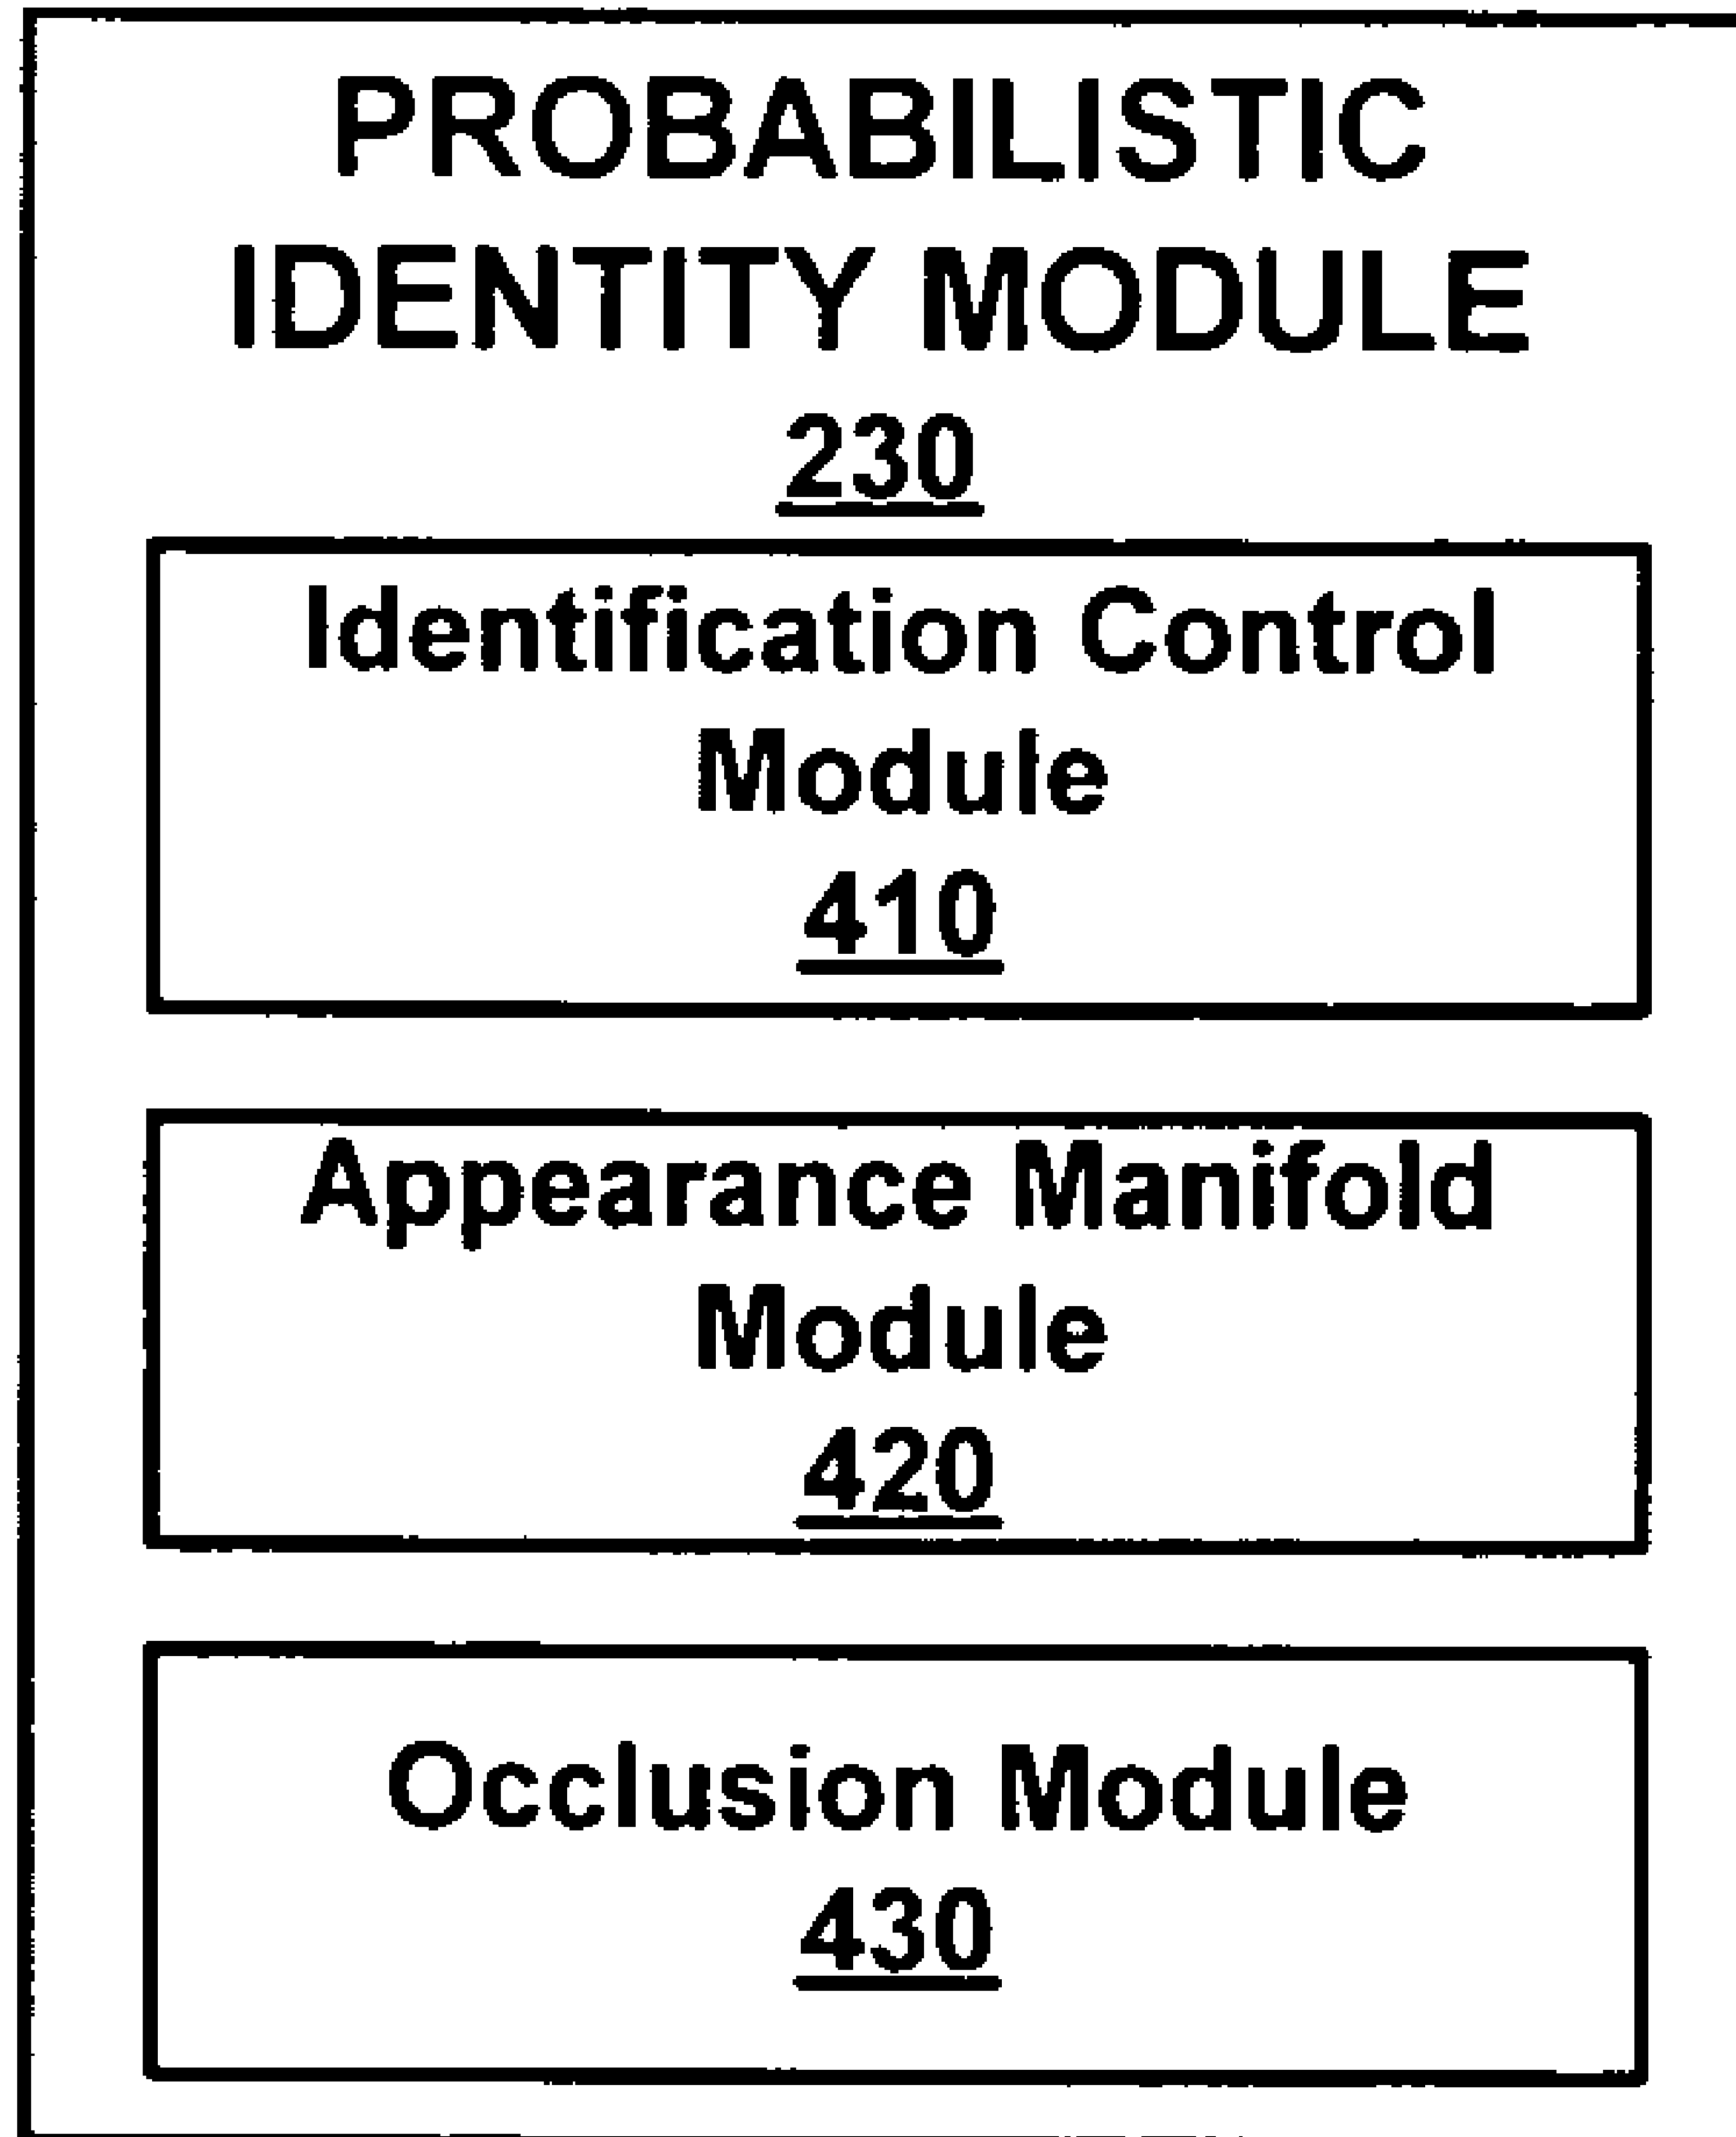 PROBABILISTIC
IDENTITY MODULE
230
Identification Control
Module
410
Appearance Manifold
Module
420
Occlusion Module
430